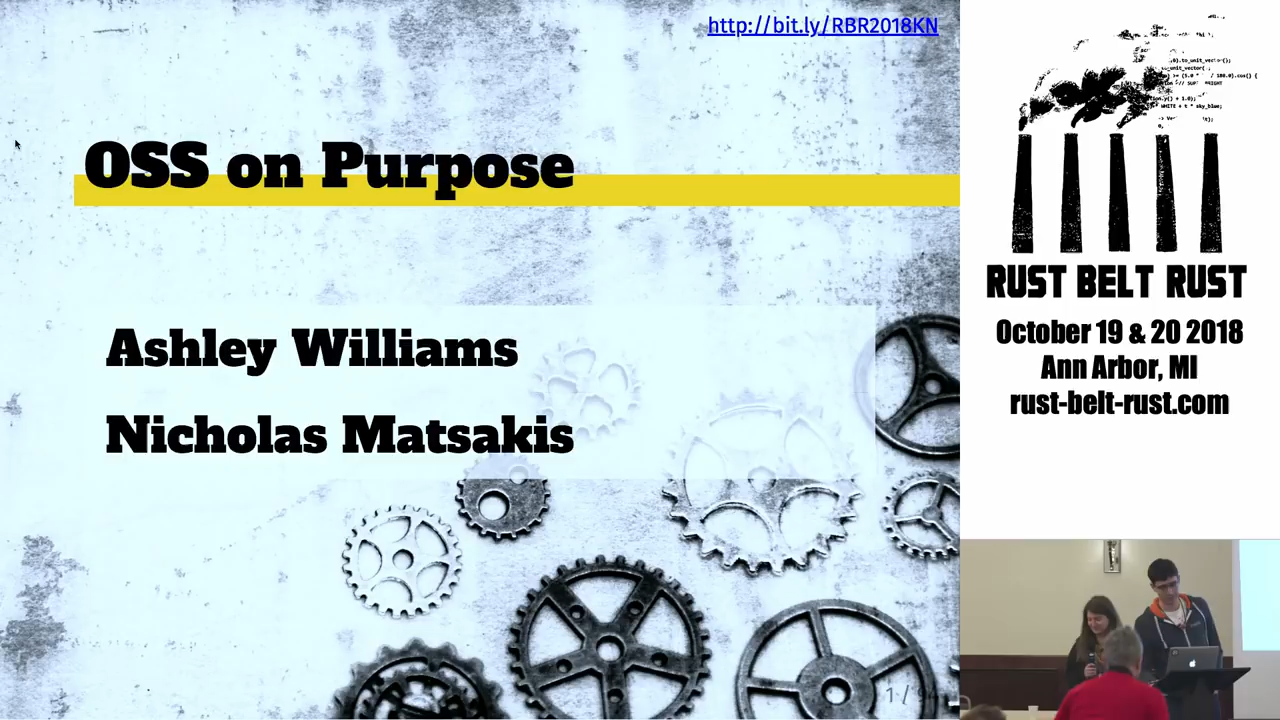 http://bit.ly/RBR2018KN
OSS on Purpose
Ashley Williams
Nicholas Matsakis
RUST BELT RUST
October 19 & 20 2018
Ann Arbor, MI
rust-belt-rust.com